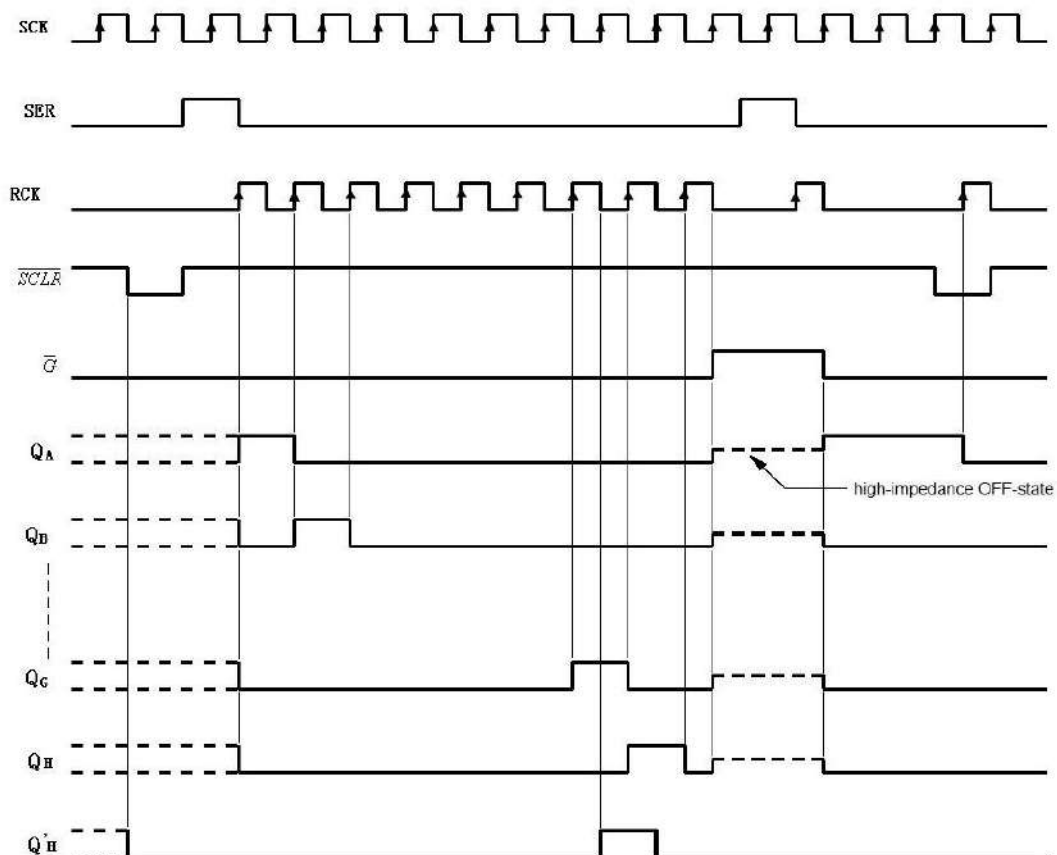 SCK
SER
RCK
SCLR
G
QA
high-impedance OFF-state
QB
QG
QH
Q'H